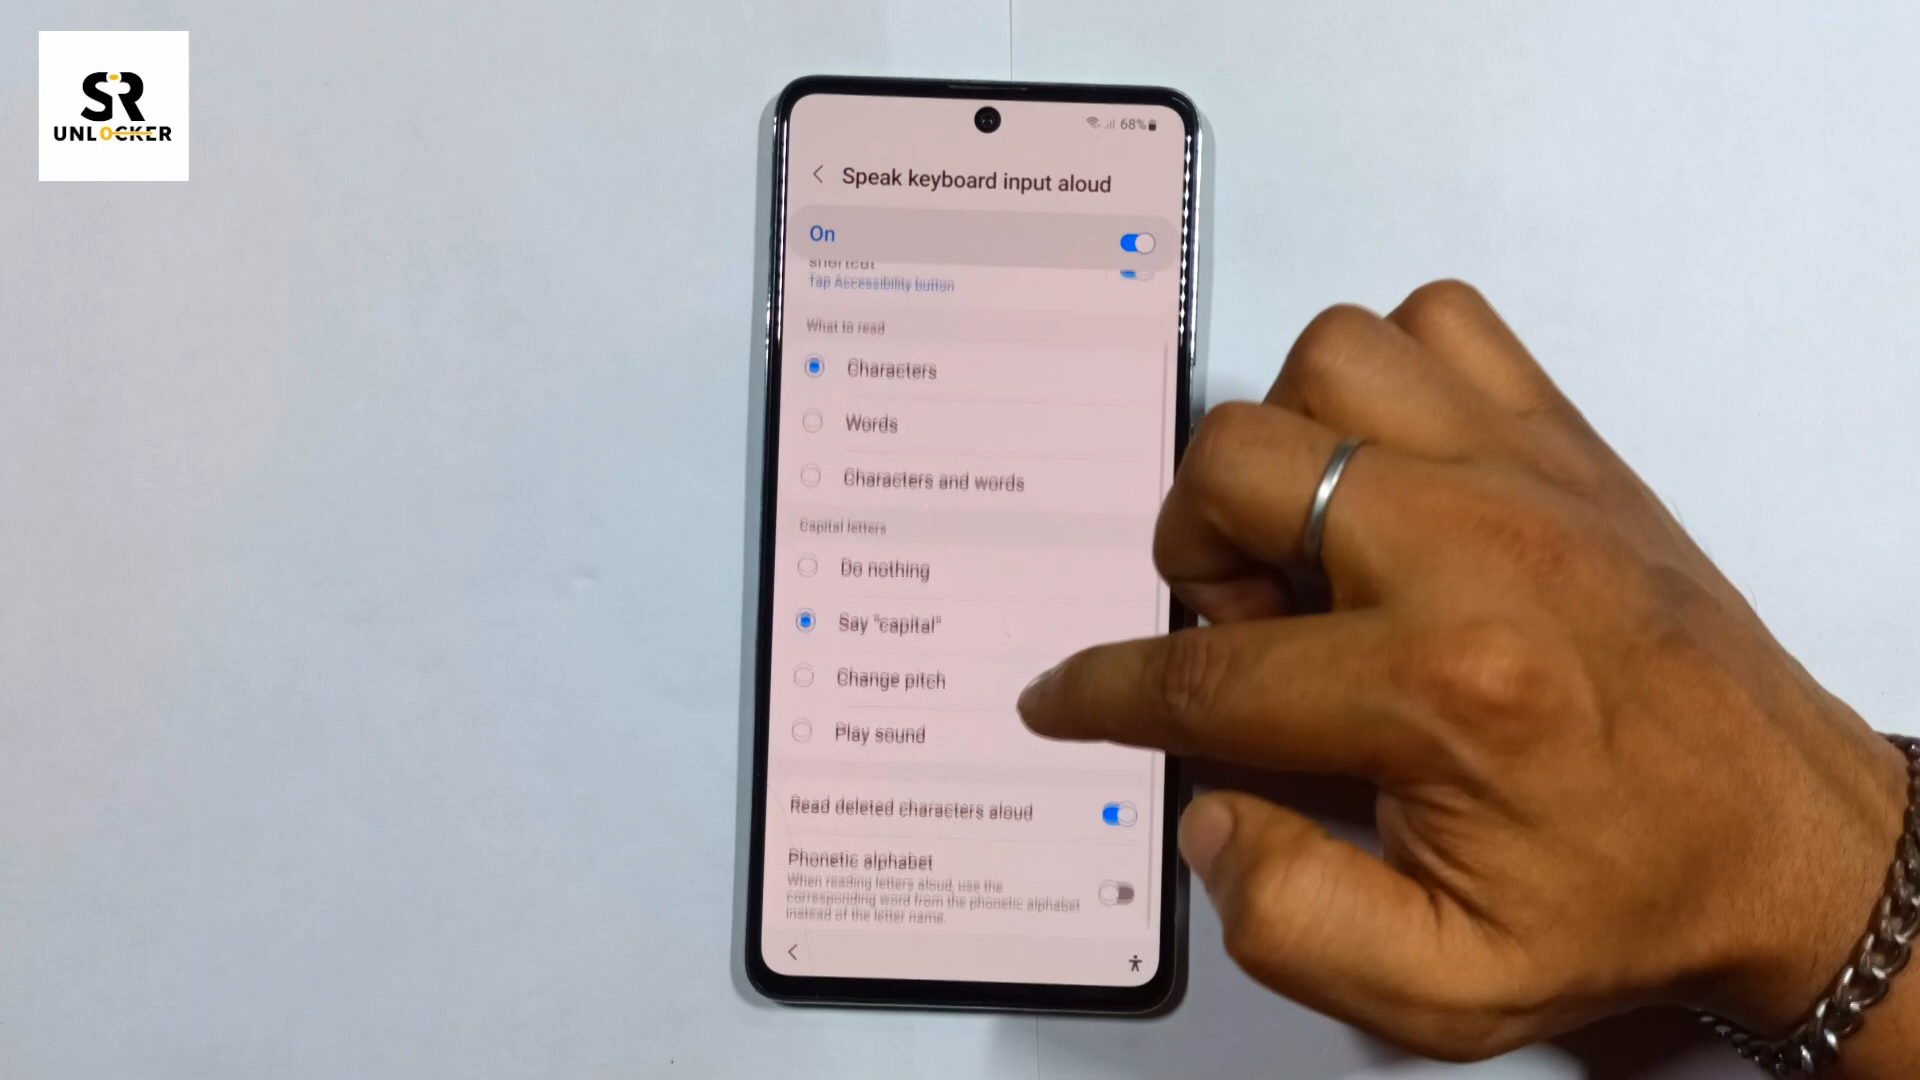 SR
UNLOCKER
68%
Speak keyboard input aloud
On
shortcut
Tap Accessibility button
What to read
Characters
Words
Characters and words
Capital letters
Do nothing
Say "capital"
Change pitch
Play sound
Read deleted characters aloud
Phonetic alphabet
When reading letters aloud, use the
corresponding word from the phonetic alphabet
instead of the letter name.